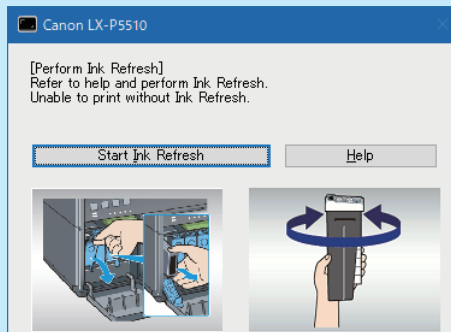 Canon LX-P5510
[Perform Ink Refresh]
Refer to help and perform Ink Refresh.
Unable to print without Ink Refresh.
Start Ink Refresh
Help